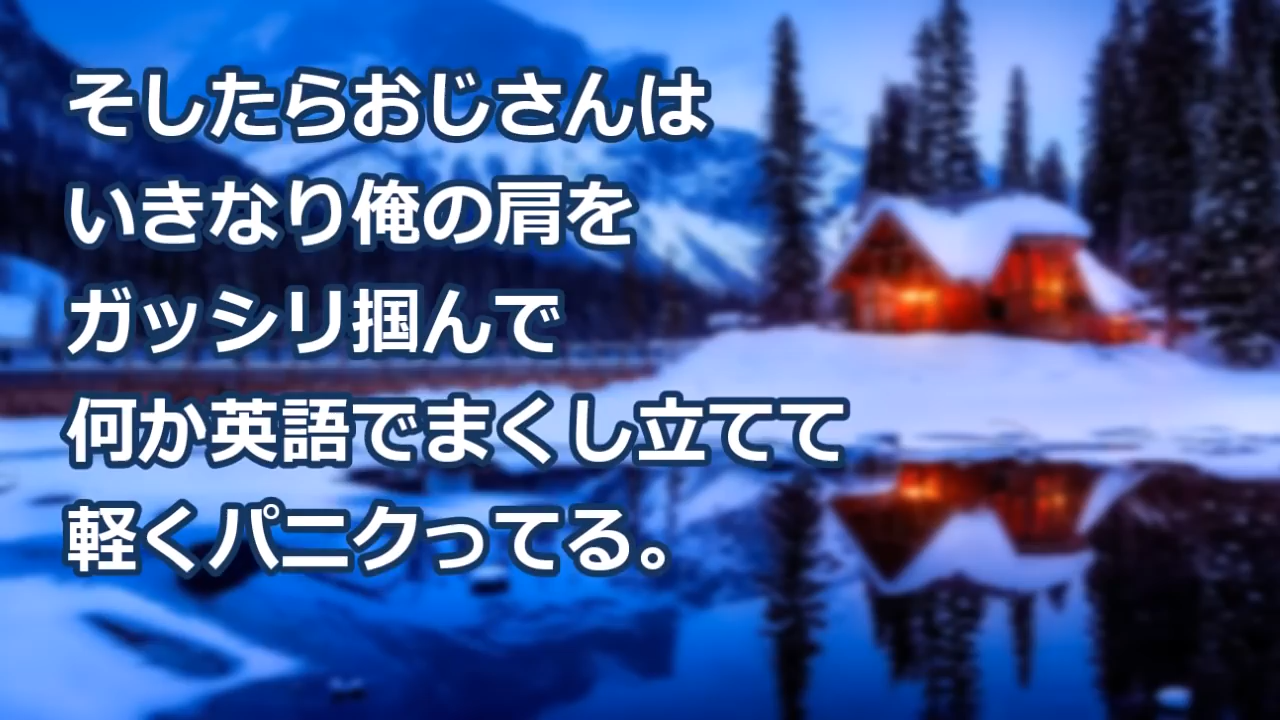 そしたらおじさんは
いきなり俺の肩を
ガッシリ掴んで
何か英語でまくし立てて
軽くパニクってる。